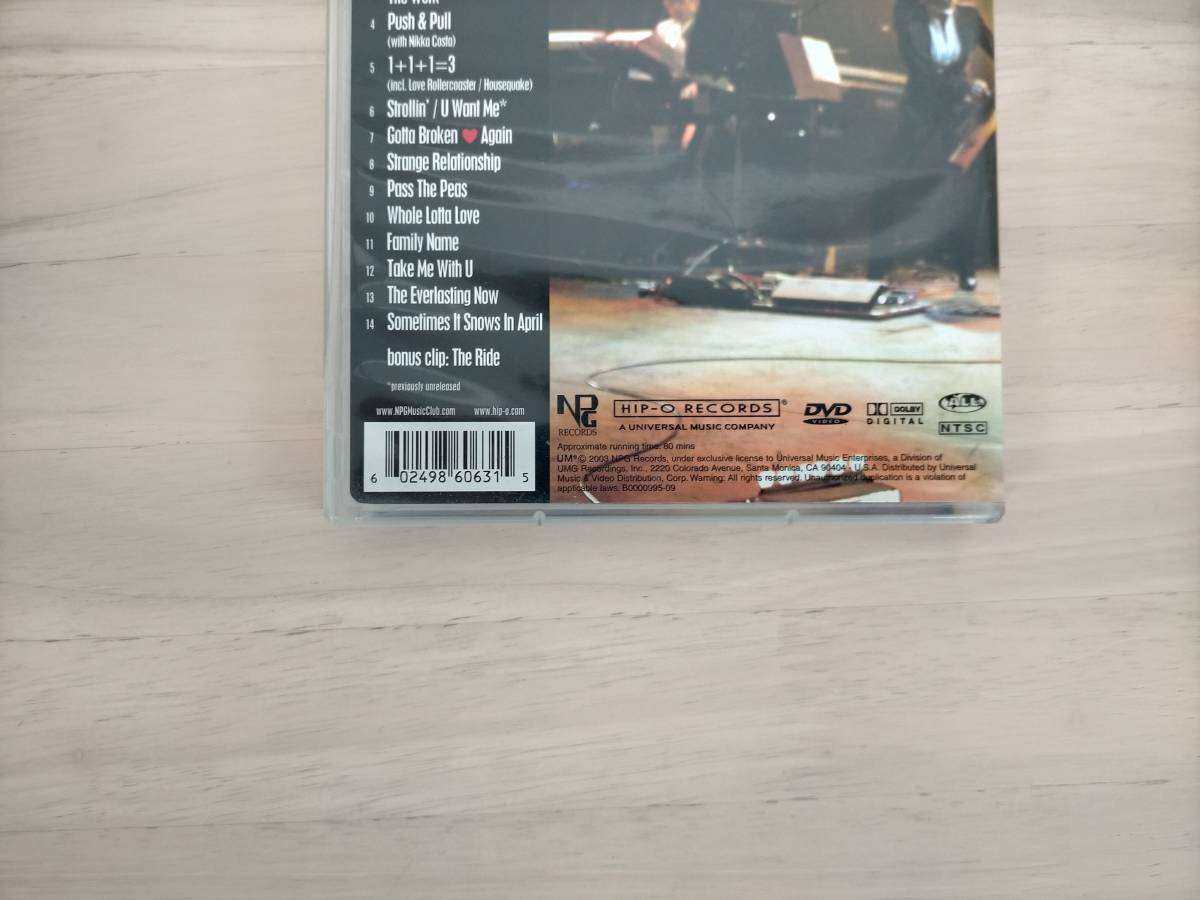 The Work
4 Push & Pull
(with Nikka Costa)
5 1+1+1=3
(incl. Love Rollercoaster / Housequake)
6 Strollin' / U Want Me*
7 Gotta Broken ♥ Again
8 Strange Relationship
9 Pass The Peas
10 Whole Lotta Love
11 Family Name
12 Take Me With U
13 The Everlasting Now
14 Sometimes It Snows In April
bonus clip: The Ride
*previously unreleased
www.NPGMusicClub.com www.hip-o.com
6 02498 60631 5
NPG
RECORDS
HIP-O RECORDS®
A UNIVERSAL MUSIC COMPANY
DVD
VIDEO
DOLBY
DIGITAL
ALL
NTSC
Approximate running time: 80 mins
UM® © 2003 NPG Records, under exclusive license to Universal Music Enterprises, a Division of
UMG Recordings, Inc., 2220 Colorado Avenue, Santa Monica, CA 90404 - U.S.A. Distributed by Universal
Music & Video Distribution, Corp. Warning: All rights reserved. Unauthorized duplication is a violation of
applicable laws. B0000995-09